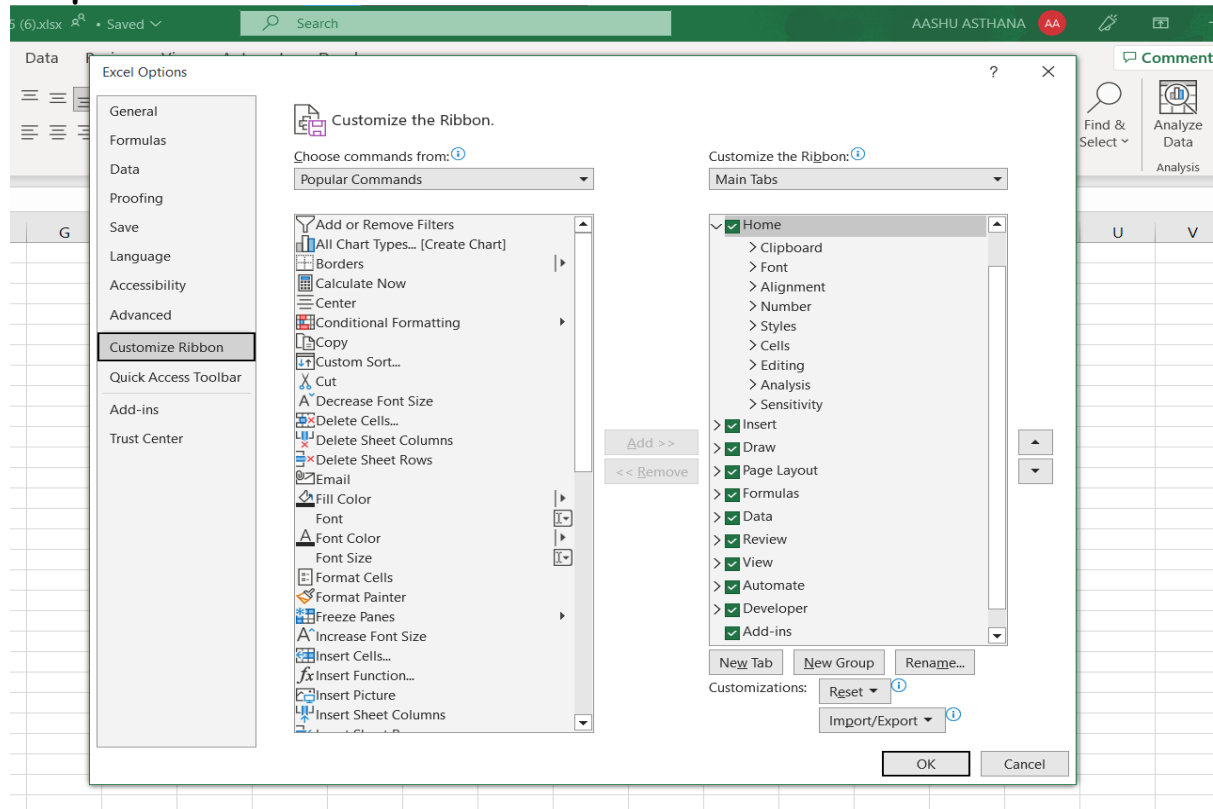 5 (6).xlsx • Saved
Search
AASHU ASTHANA AA
Data
Comment
Find &
Select
Analyze
Data
Analysis
G
U
V
Excel Options
?
General
Formulas
Data
Proofing
Save
Language
Accessibility
Advanced
Customize Ribbon
Quick Access Toolbar
Add-ins
Trust Center
Customize the Ribbon.
Choose commands from:
Popular Commands
Add or Remove Filters
All Chart Types... [Create Chart]
Borders
Calculate Now
Center
Conditional Formatting
Copy
Custom Sort...
Cut
Decrease Font Size
Delete Cells...
Delete Sheet Columns
Delete Sheet Rows
Email
Fill Color
Font
Font Color
Font Size
Format Cells
Format Painter
Freeze Panes
Increase Font Size
Insert Cells...
Insert Function...
Insert Picture
Insert Sheet Columns
Add >>
<< Remove
Customize the Ribbon:
Main Tabs
Home
Clipboard
Font
Alignment
Number
Styles
Cells
Editing
Analysis
Sensitivity
Insert
Draw
Page Layout
Formulas
Data
Review
View
Automate
Developer
Add-ins
New Tab New Group Rename...
Customizations: Reset
Import/Export
OK Cancel